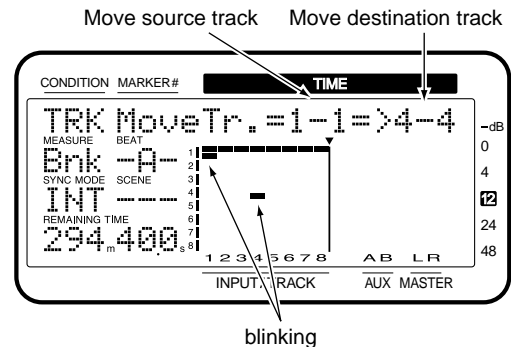 Move source track Move destination track
CONDITION MARKER# TIME
TRK MoveTr.=1-1=>4-4
MEASURE BEAT
Bnk -A-
SYNC MODE SCENE
INT ---
REMAINING TIME
294m400s
1
2
3
4
5
6
7
8
-dB
0
4
12
24
48
1 2 3 4 5 6 7 8 A B L R
INPUT/TRACK AUX MASTER
blinking